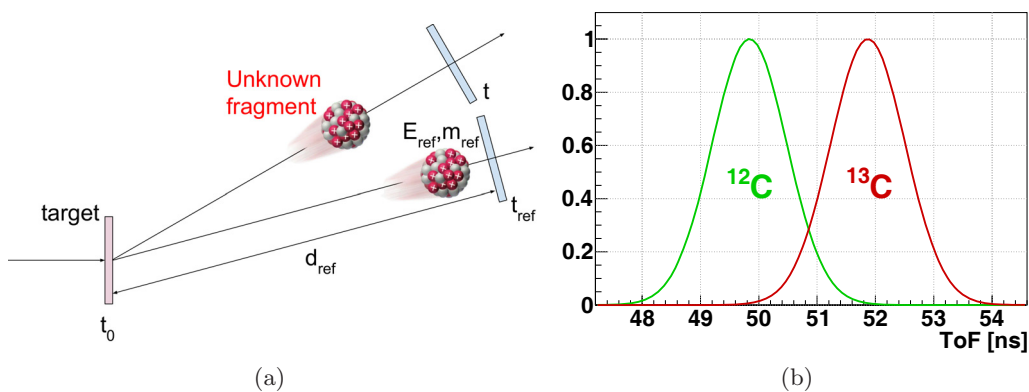 Unknown
fragment
t
E_ref,m_ref
target
t_ref
d_ref
t_0
(a)
1
0.8
0.6
0.4
0.2
0
¹²C
¹³C
48 49 50 51 52 53 54
ToF [ns]
(b)